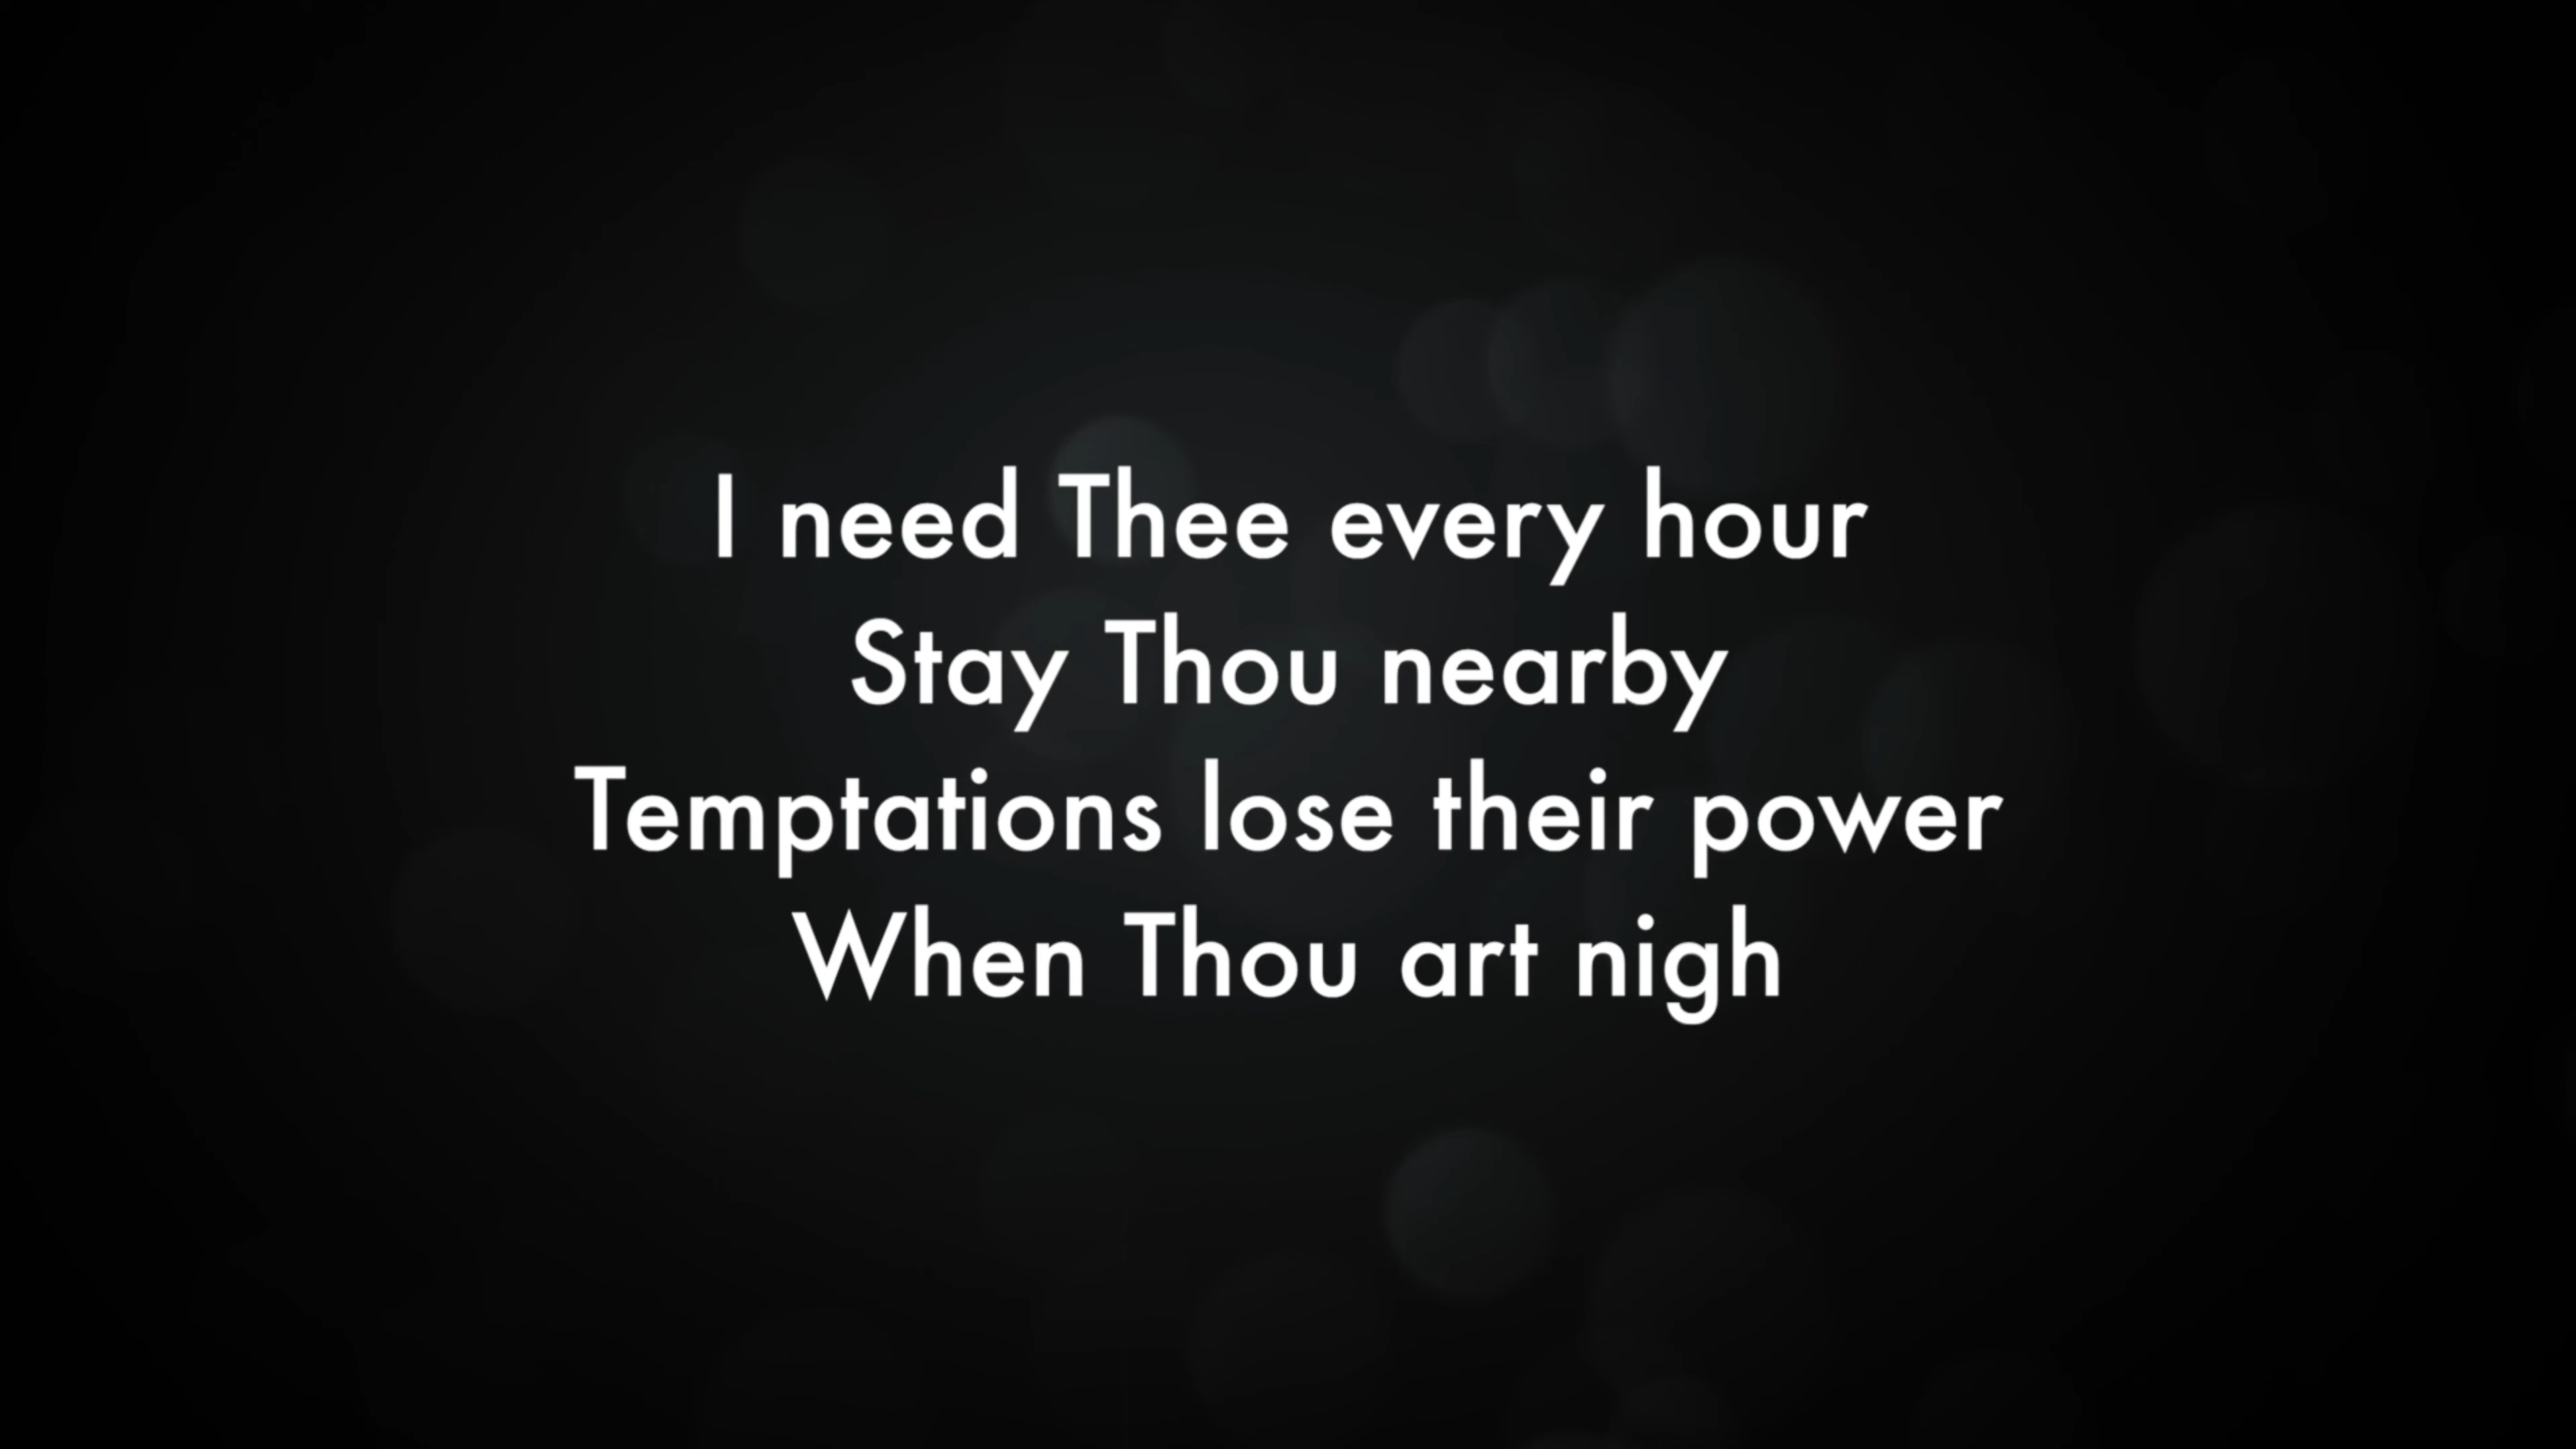 I need Thee every hour
Stay Thou nearby
Temptations lose their power
When Thou art nigh